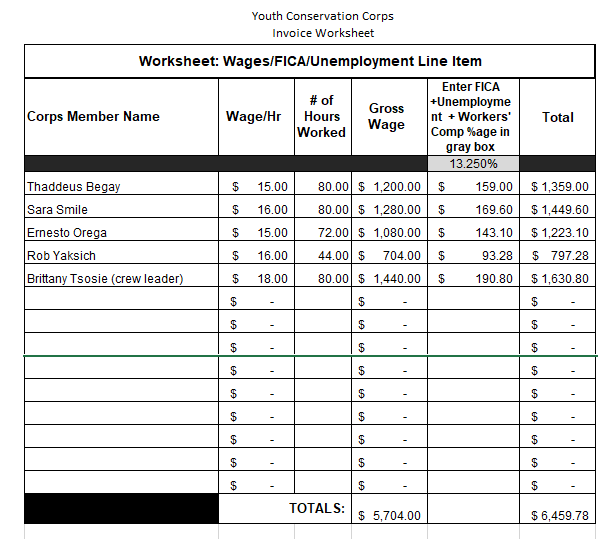 Youth Conservation Corps
Invoice Worksheet
Worksheet: Wages/FICA/Unemployment Line Item
Corps Member Name Wage/Hr # of Hours Worked Gross Wage Enter FICA +Unemployme nt + Workers' Comp %age in gray box Total
13.250%
Thaddeus Begay $ 15.00 80.00 $ 1,200.00 $ 159.00 $ 1,359.00
Sara Smile $ 16.00 80.00 $ 1,280.00 $ 169.60 $ 1,449.60
Ernesto Orega $ 15.00 72.00 $ 1,080.00 $ 143.10 $ 1,223.10
Rob Yaksich $ 16.00 44.00 $ 704.00 $ 93.28 $ 797.28
Brittany Tsosie (crew leader) $ 18.00 80.00 $ 1,440.00 $ 190.80 $ 1,630.80
$ - $ - $ -
$ - $ - $ -
$ - $ - $ -
$ - $ - $ -
$ - $ - $ -
$ - $ - $ -
$ - $ - $ -
$ - $ - $ -
$ - $ - $ -
TOTALS: $ 5,704.00 $ 6,459.78